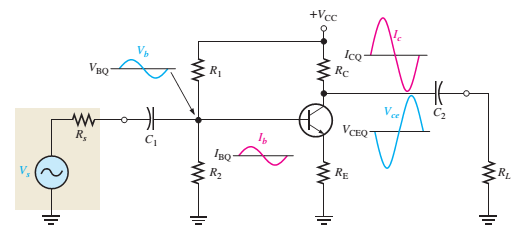 +VCC
Vb
Ic
VBQ
ICQ
R1
RC
Vce
C2
Rs
C1
VCEQ
Ib
Vs
IBQ
R2
RE
RL